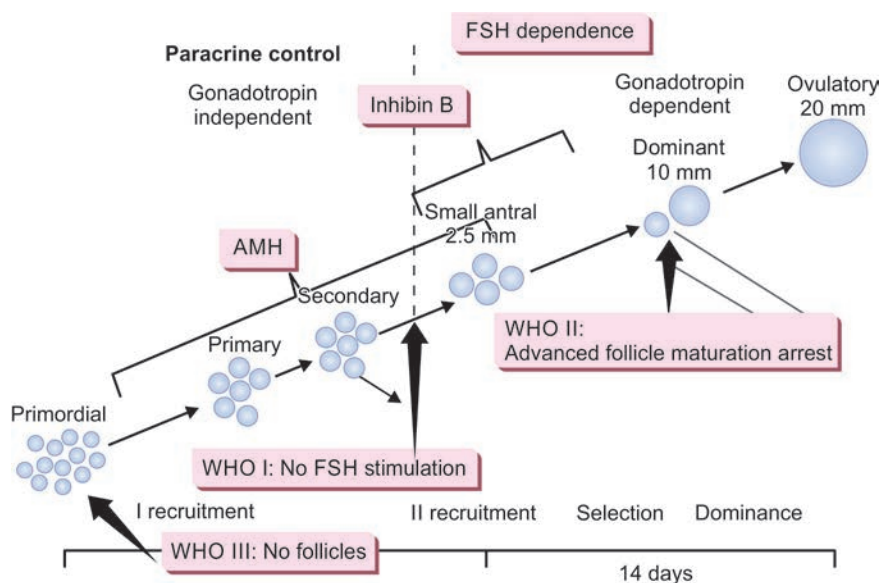 FSH dependence
Paracrine control
Gonadotropin
independent
Inhibin B
Gonadotropin
dependent
Ovulatory
20 mm
Dominant
10 mm
Small antral
2.5 mm
AMH
Secondary
Primary
WHO II:
Advanced follicle maturation arrest
Primordial
WHO I: No FSH stimulation
I recruitment
II recruitment
Selection
Dominance
WHO III: No follicles
14 days